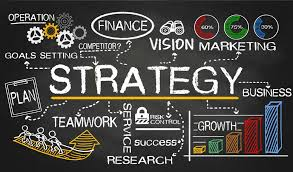 OPERATION
FINANCE
60%
75%
30%
COMPETITOR?
VISION
MARKETING
GOALS SETTING
STRATEGY
PLAN
BUSINESS
TEAMWORK
SERVICE
RISK
CONTROL
success
GROWTH
RESEARCH